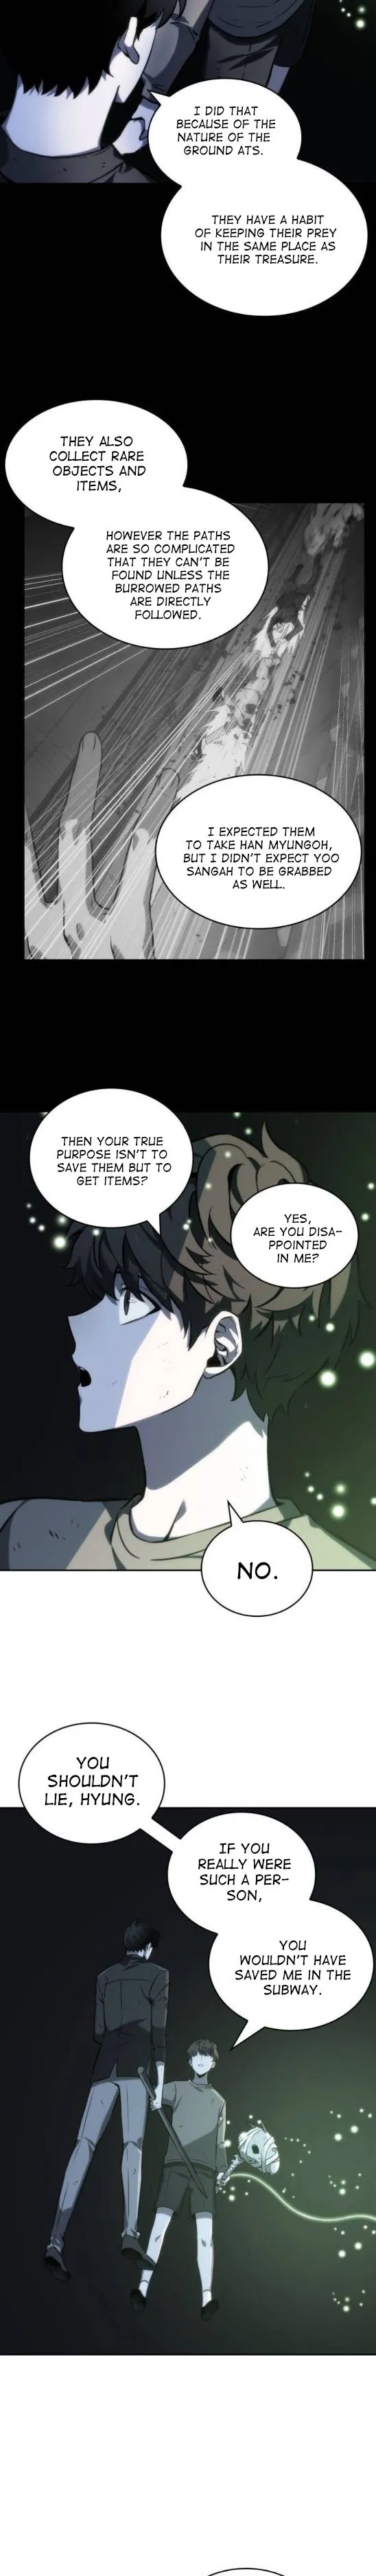 I DID THAT
BECAUSE OF THE
NATURE OF THE
GROUND ATS.
THEY HAVE A HABIT
OF KEEPING THEIR PREY
IN THE SAME PLACE AS
THEIR TREASURE.
THEY ALSO
COLLECT RARE
OBJECTS AND
ITEMS,
HOWEVER THE PATHS
ARE SO COMPLICATED
THAT THEY CAN'T BE
FOUND UNLESS THE
BURROWED PATHS
ARE DIRECTLY
FOLLOWED.
I EXPECTED THEM
TO TAKE HAN MYUNGOH,
BUT I DIDN'T EXPECT YOO
SANGAH TO BE GRABBED
AS WELL.
THEN YOUR TRUE
PURPOSE ISN'T TO
SAVE THEM BUT TO
GET ITEMS?
YES,
ARE YOU DISA-
PPOINTED
IN ME?
NO.
YOU
SHOULDN'T
LIE, HYUNG.
IF YOU
REALLY WERE
SUCH A PER-
SON,
YOU
WOULDN'T HAVE
SAVED ME IN THE
SUBWAY.